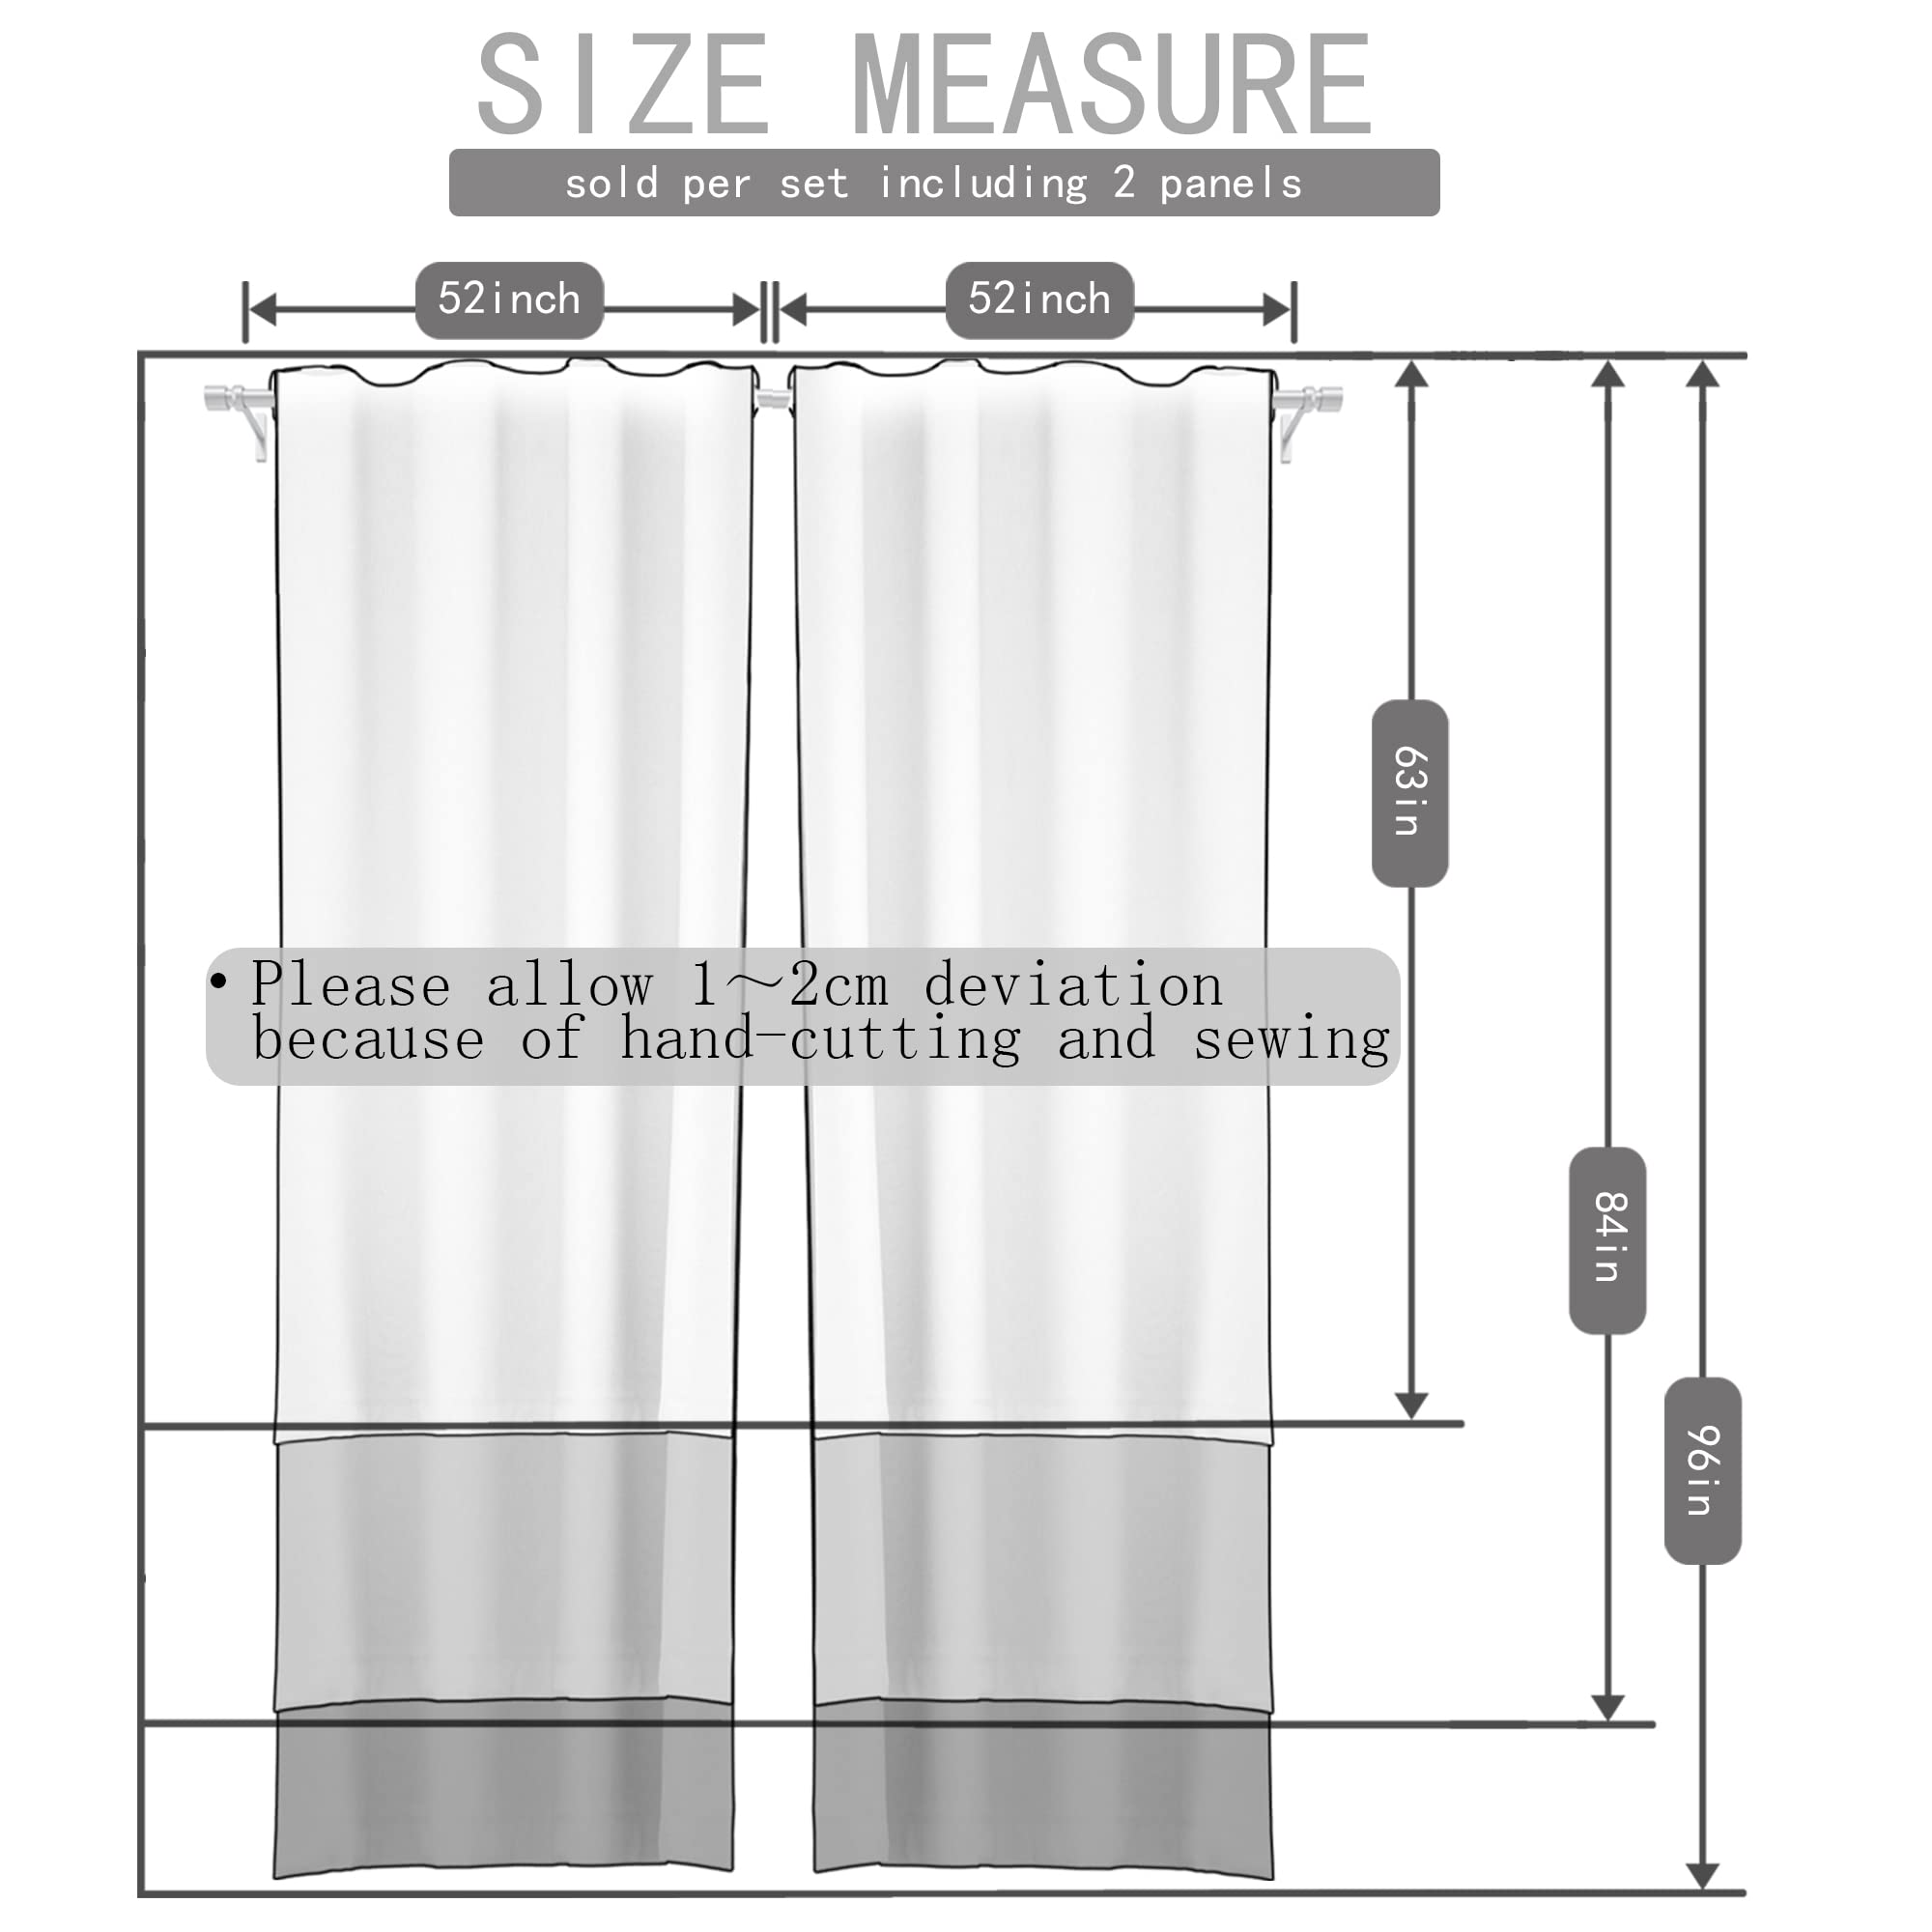 SIZE MEASURE
sold per set including 2 panels
52inch
52inch
63in
• Please allow 1～2cm deviation
because of hand-cutting and sewing
84in
96in